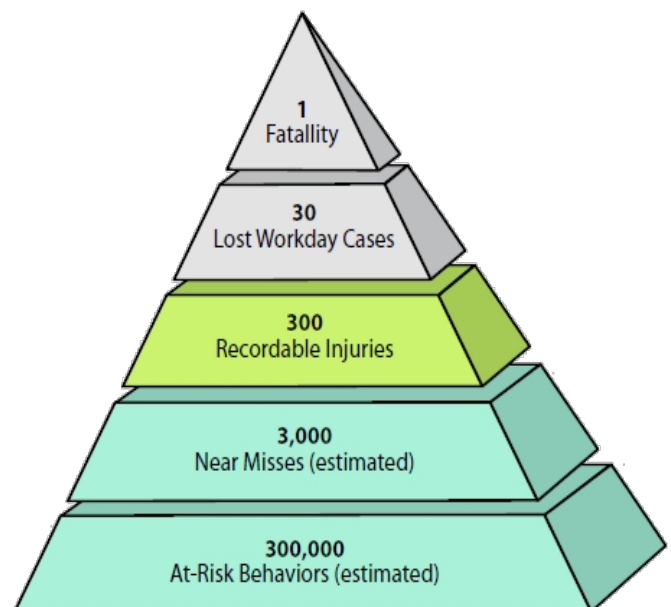 1
Fatallity
30
Lost Workday Cases
300
Recordable Injuries
3,000
Near Misses (estimated)
300,000
At-Risk Behaviors (estimated)